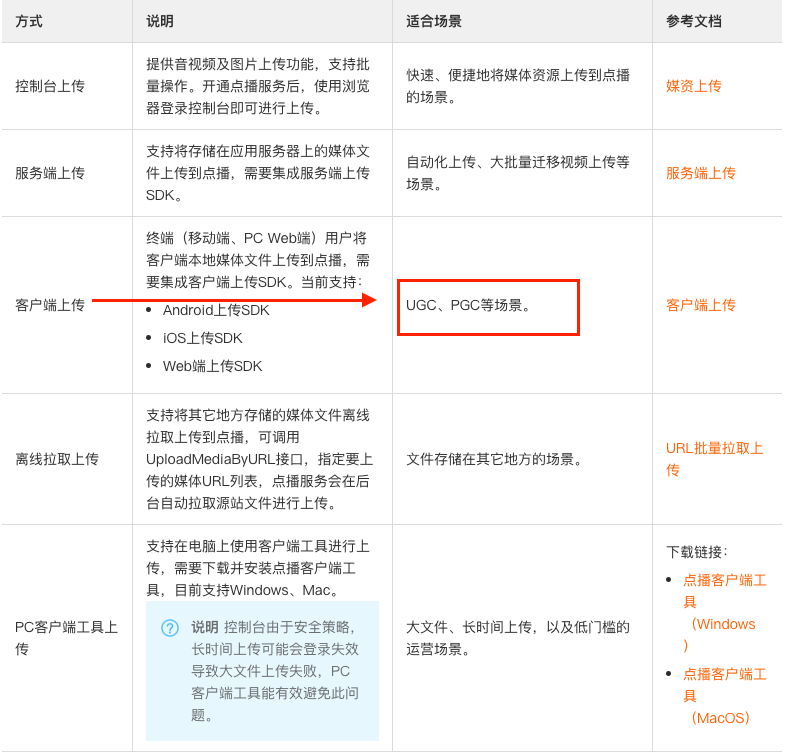 方式
说明
适合场景
参考文档
控制台上传
提供音视频及图片上传功能，支持批
量操作。开通点播服务后，使用浏览
器登录控制台即可进行上传。
快速、便捷地将媒体资源上传到点播
的场景。
媒资上传
服务端上传
支持将存储在应用服务器上的媒体文
件上传到点播，需要集成服务端上传
SDK。
自动化上传、大批量迁移视频上传等
场景。
服务端上传
客户端上传
终端（移动端、PC Web端）用户将
客户端本地媒体文件上传到点播，需
要集成客户端上传SDK。当前支持：
• Android上传SDK
• iOS上传SDK
• Web端上传SDK
UGC、PGC等场景。
客户端上传
离线拉取上传
支持将其它地方存储的媒体文件离线
拉取上传到点播，可调用
UploadMediaByURL接口，指定要上
传的媒体URL列表，点播服务会在后
台自动拉取源站文件进行上传。
文件存储在其它地方的场景。
URL批量拉取上
传
PC客户端工具上
传
支持在电脑上使用客户端工具进行上
传，需要下载并安装点播客户端工
具，目前支持Windows、Mac。
说明 控制台由于安全策略，
长时间上传可能会登录失效
导致大文件上传失败，PC
客户端工具能有效避免此问
题。
大文件、长时间上传，以及低门槛的
运营场景。
下载链接：
• 点播客户端工
具
（Windows
）
• 点播客户端工
具
（MacOS）